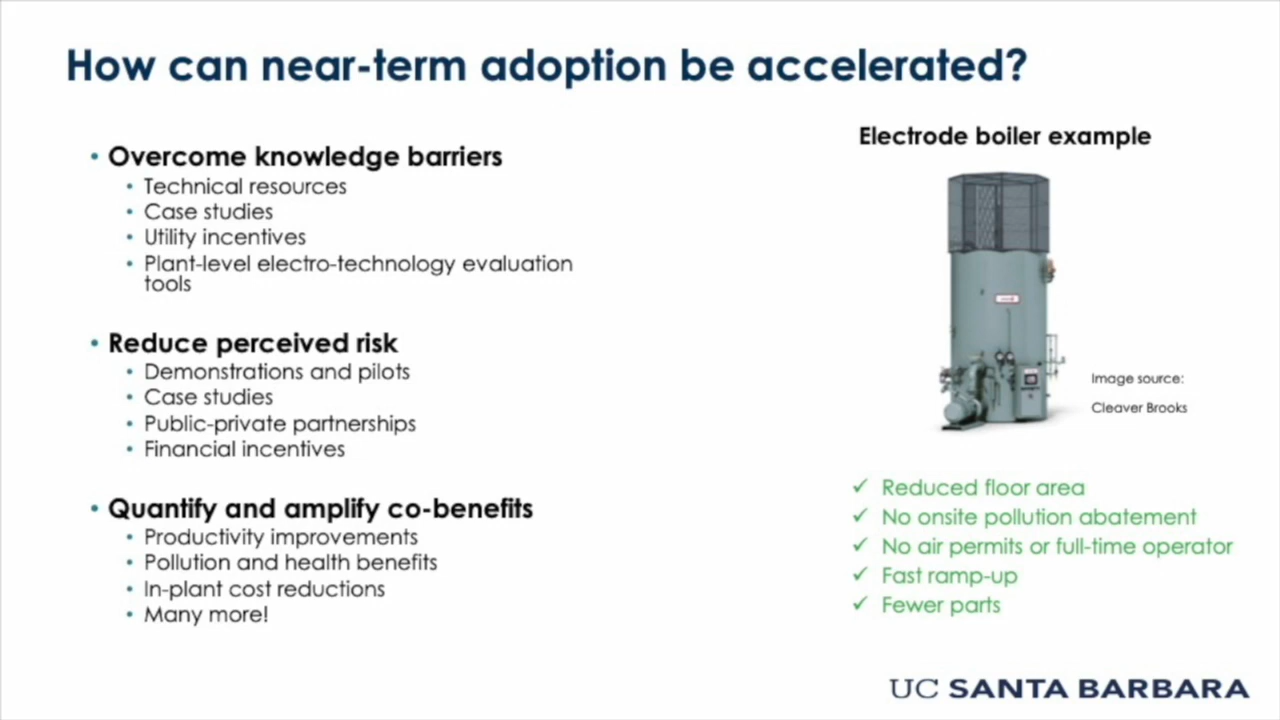 How can near-term adoption be accelerated?
• Overcome knowledge barriers
• Technical resources
• Case studies
• Utility incentives
• Plant-level electro-technology evaluation
tools
• Reduce perceived risk
• Demonstrations and pilots
• Case studies
• Public-private partnerships
• Financial incentives
• Quantify and amplify co-benefits
• Productivity improvements
• Pollution and health benefits
• In-plant cost reductions
• Many more!
Electrode boiler example
Image source:
Cleaver Brooks
✓ Reduced floor area
✓ No onsite pollution abatement
✓ No air permits or full-time operator
✓ Fast ramp-up
✓ Fewer parts
UC SANTA BARBARA